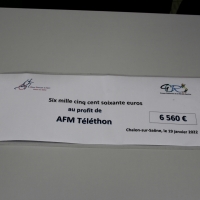 Six mille cinq cent soixante euros
au profit de
AFM Téléthon
6 560 €
Chalon-sur-Saône, le 19 janvier 2023